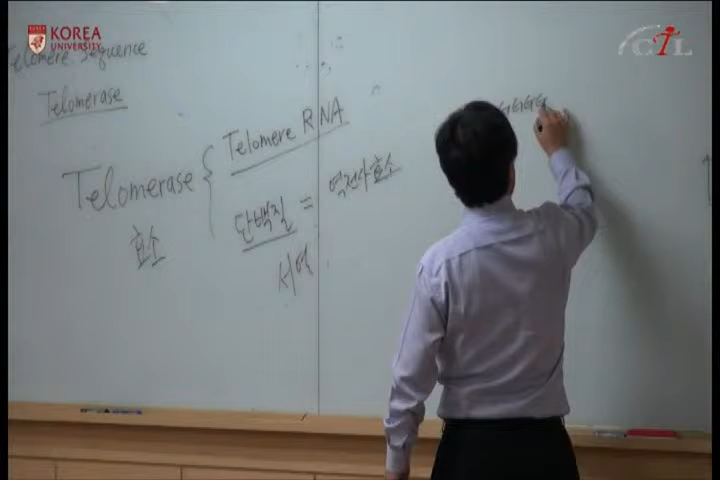 KOREA
UNIVERSITY
CTL
Telomere Sequence
Telomerase
Telomerase
효소
Telomere RNA
단백질 = 역전사효소
서열
GGGG